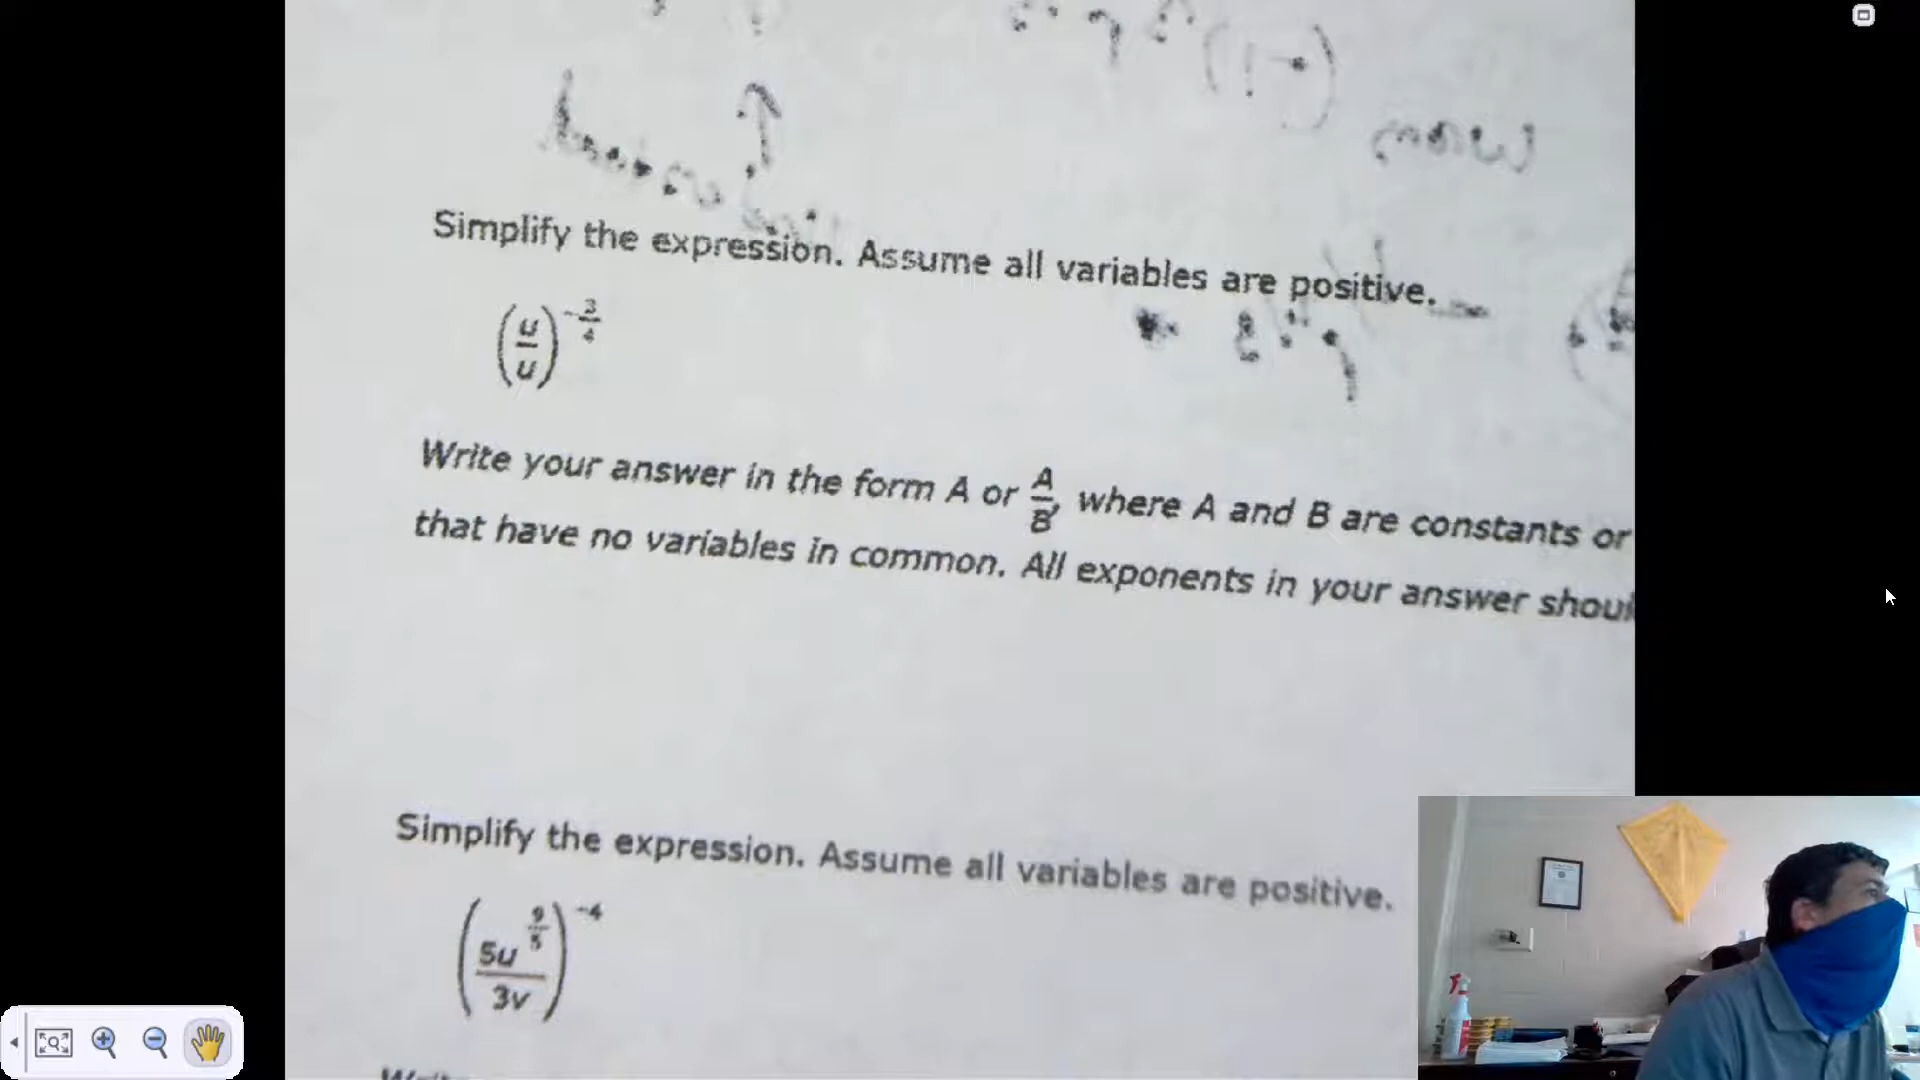 Simplify the expression. Assume all variables are positive.
(u/u)^-3/4
Write your answer in the form A or A/B, where A and B are constants or
that have no variables in common. All exponents in your answer shoul
Simplify the expression. Assume all variables are positive.
(5u^9/5 / 3v)^-4